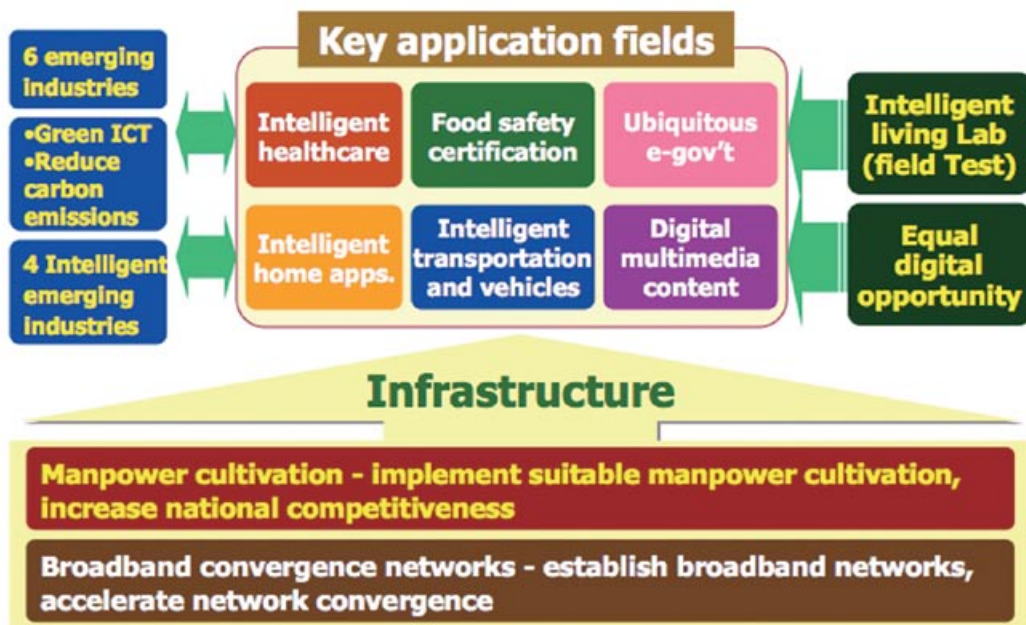 Key application fields
6 emerging
industries
•Green ICT
•Reduce
carbon
emissions
4 Intelligent
emerging
industries
Intelligent
healthcare
Food safety
certification
Ubiquitous
e-gov't
Intelligent
home apps.
Intelligent
transportation
and vehicles
Digital
multimedia
content
Intelligent
living Lab
(field Test)
Equal
digital
opportunity
Infrastructure
Manpower cultivation - implement suitable manpower cultivation,
increase national competitiveness
Broadband convergence networks - establish broadband networks,
accelerate network convergence